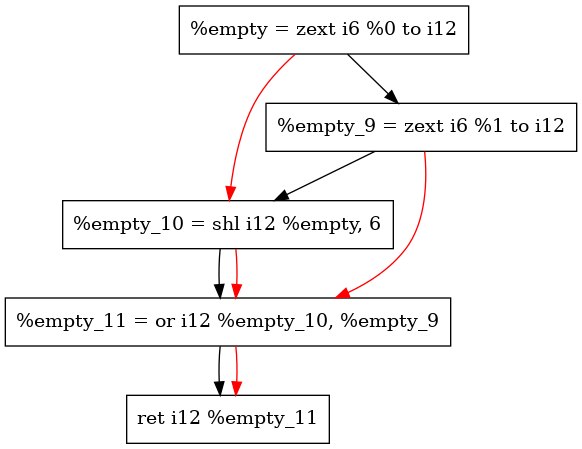 %empty = zext i6 %0 to i12
%empty_9 = zext i6 %1 to i12
%empty_10 = shl i12 %empty, 6
%empty_11 = or i12 %empty_10, %empty_9
ret i12 %empty_11